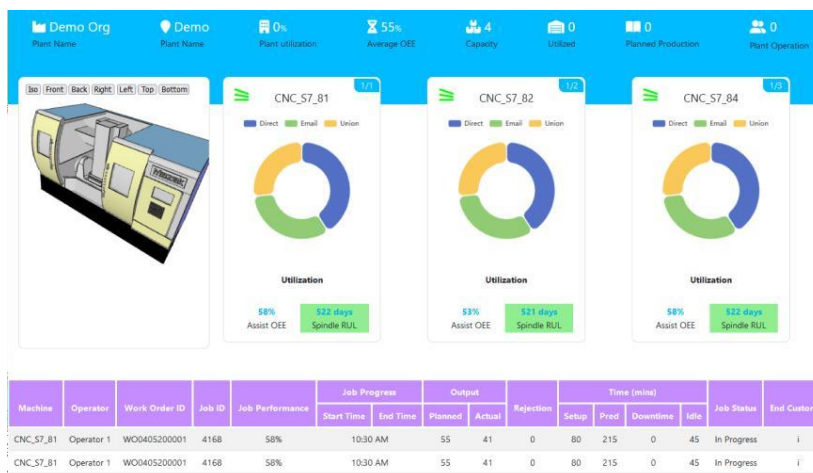 Demo Org Demo 0% 55% 4 0 0 0
Plant Name Plant Name Plant utilization Average OEE Capacity Utilized Planned Production Plant Operation
Iso Front Back Right Left Top Bottom
1/1
CNC_S7_81
Direct Email Union
Utilization
58% 522 days
Assist OEE Spindle RUL
1/2
CNC_S7_82
Direct Email Union
Utilization
53% 521 days
Assist OEE Spindle RUL
1/3
CNC_S7_84
Direct Email Union
Utilization
58% 522 days
Assist OEE Spindle RUL
Job Progress Output Time (mins)
Machine Operator Work Order ID Job ID Job Performance Rejection Job Status End Custor
Start Time End Time Planned Actual Setup Pred Downtime Idle
CNC_S7_81 Operator 1 WO0405200001 4168 58% 10:30 AM 55 41 0 80 215 0 45 In Progress i
CNC_S7_81 Operator 1 WO0405200001 4168 58% 10:30 AM 55 41 0 80 215 0 45 In Progress i